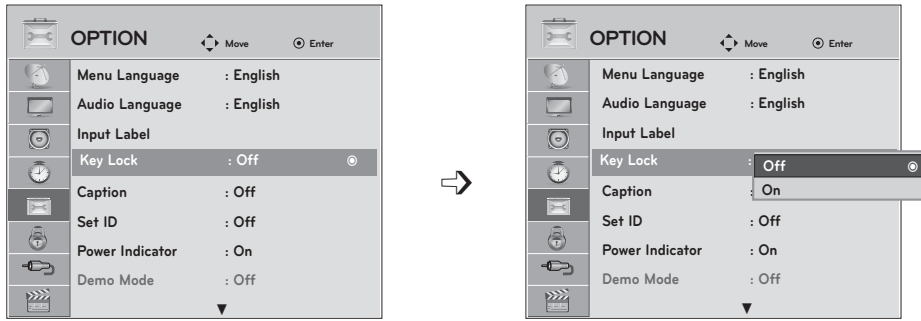 OPTION Move Enter
Menu Language : English
Audio Language : English
Input Label
Key Lock : Off
Caption : Off
Set ID : Off
Power Indicator : On
Demo Mode : Off
OPTION Move Enter
Menu Language : English
Audio Language : English
Input Label
Key Lock : Off
On
Caption :
Set ID : Off
Power Indicator : On
Demo Mode : Off